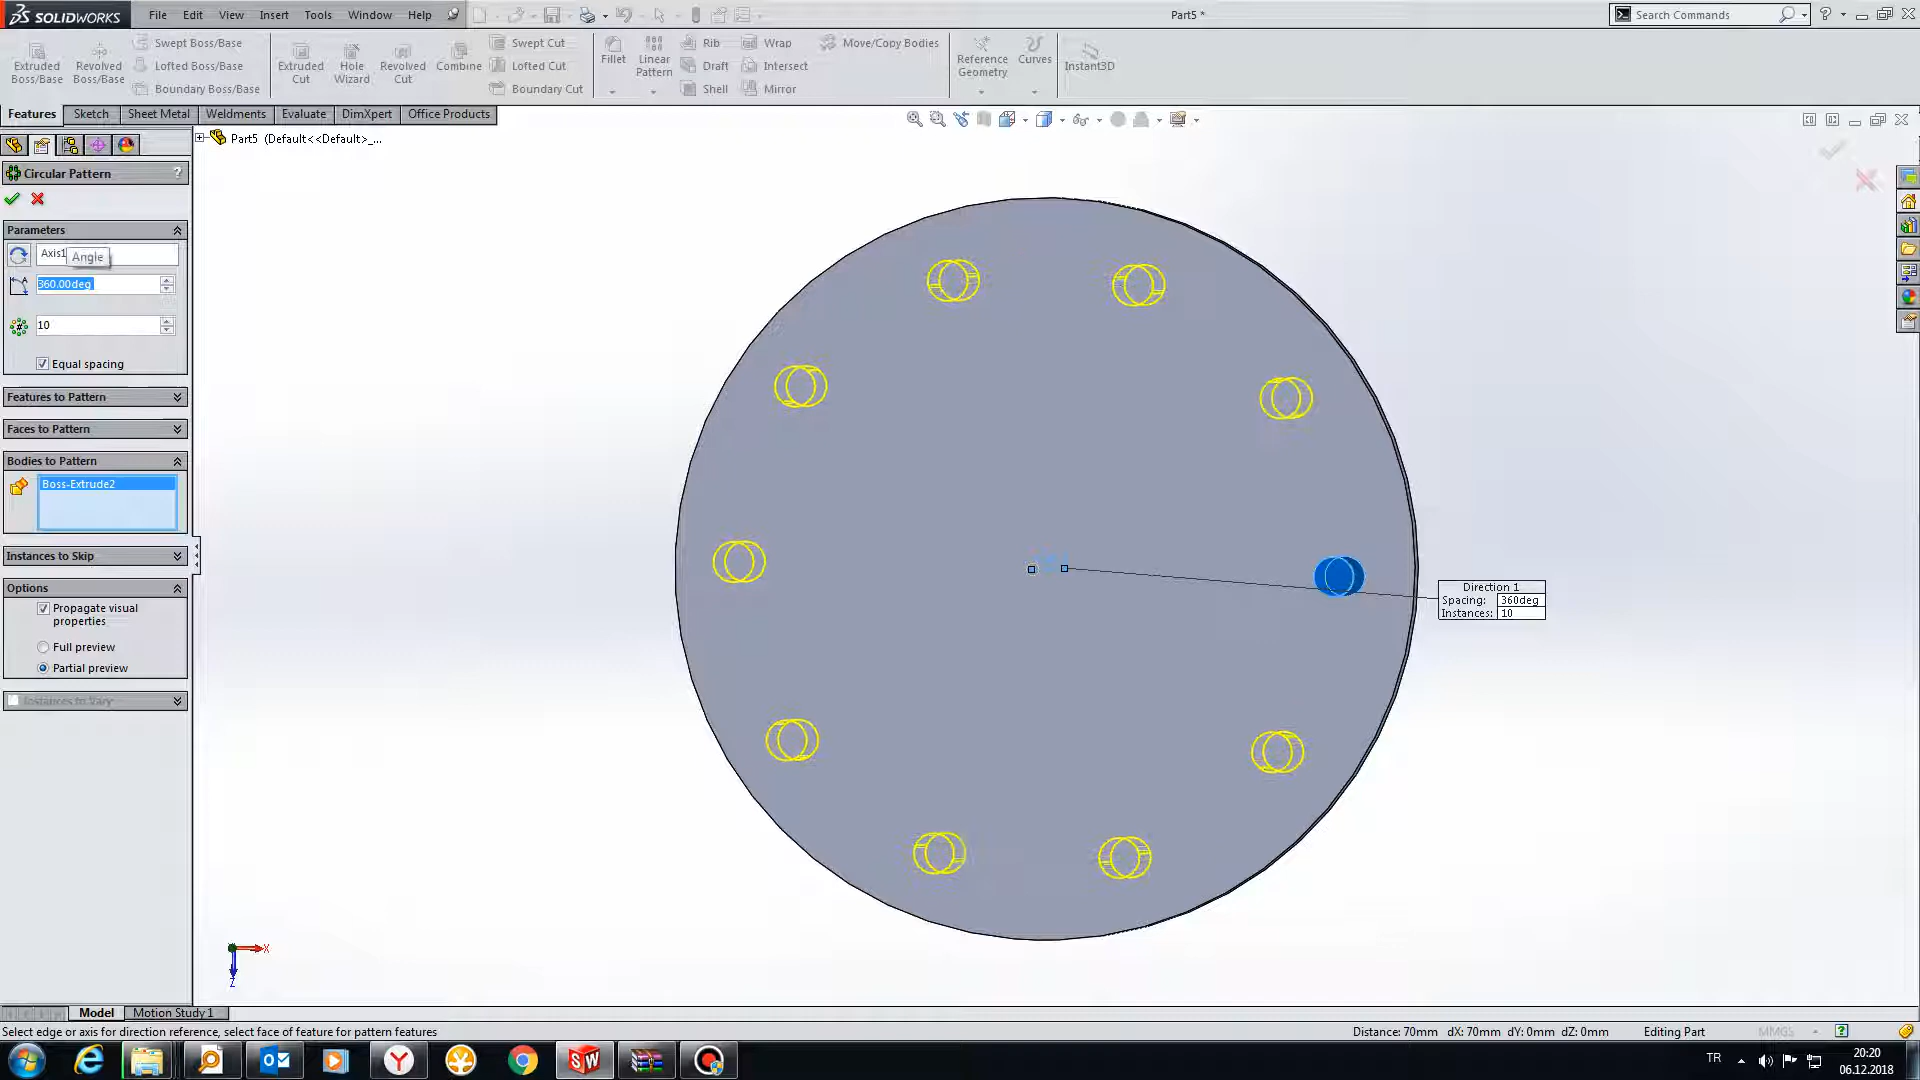 SOLIDWORKS File Edit View Insert Tools Window Help Part5 * Search Commands
Extruded Boss/Base
Revolved Boss/Base
Swept Boss/Base
Lofted Boss/Base
Boundary Boss/Base
Extruded Cut
Hole Wizard
Revolved Cut
Combine
Swept Cut
Lofted Cut
Boundary Cut
Fillet
Linear Pattern
Rib
Draft
Shell
Wrap
Intersect
Mirror
Move/Copy Bodies
Reference Geometry
Curves
Instant3D
Features Sketch Sheet Metal Weldments Evaluate DimXpert Office Products
Part5 (Default<<Default>_...
Circular Pattern ?
Parameters
Axis1
Angle
360.00deg
10
Equal spacing
Features to Pattern
Faces to Pattern
Bodies to Pattern
Boss-Extrude2
Instances to Skip
Options
Propagate visual
properties
Full preview
Partial preview
Instances to Vary
Direction 1
Spacing: 360deg
Instances: 10
X
Z
Model Motion Study 1
Select edge or axis for direction reference, select face of feature for pattern features Distance: 70mm dX: 70mm dY: 0mm dZ: 0mm Editing Part MMGS
TR
20:20
06.12.2018